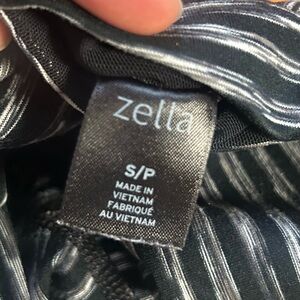 zella
S/P
MADE IN
VIETNAM
FABRIQUÉ
AU VIETNAM